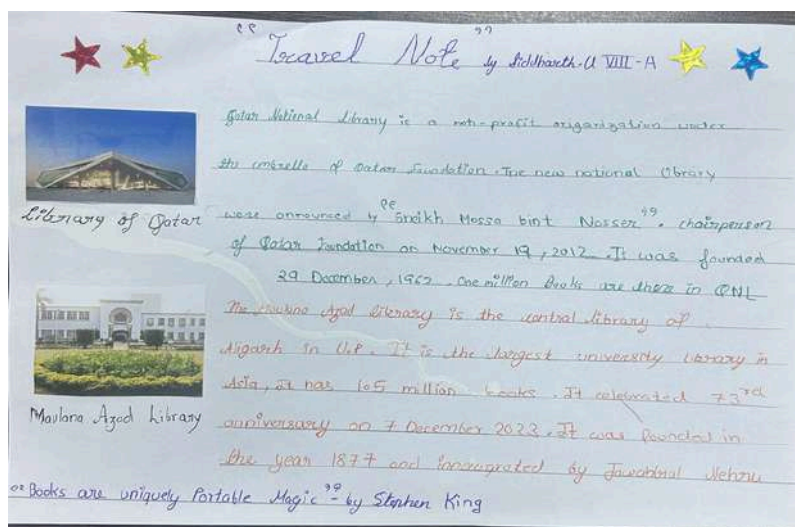 "Travel Note" by Siddharth.U VIII-A
Qatar National Library is a non-profit origanization under
the umbrella of Qatar Foundation. The new national library
Library of Qatar
were announced by "Sheikh Mossa bint Nasser". chairperson
of Qatar Foundation on November 19, 2012. It was founded
29 December, 1962. One million Books are there in QNL
The Maulana Azad library is the central library of
Aligarh in U.P. It is the largest university library in
Asia, it has 1.5 million books. It celebrated 73rd
Maulana Azad Library
anniversary on 7 December 2023. It was founded in
the year 1877 and innaugrated by Jawahral Nehru
"Books are uniquely Portable Magic" - by Stephen King